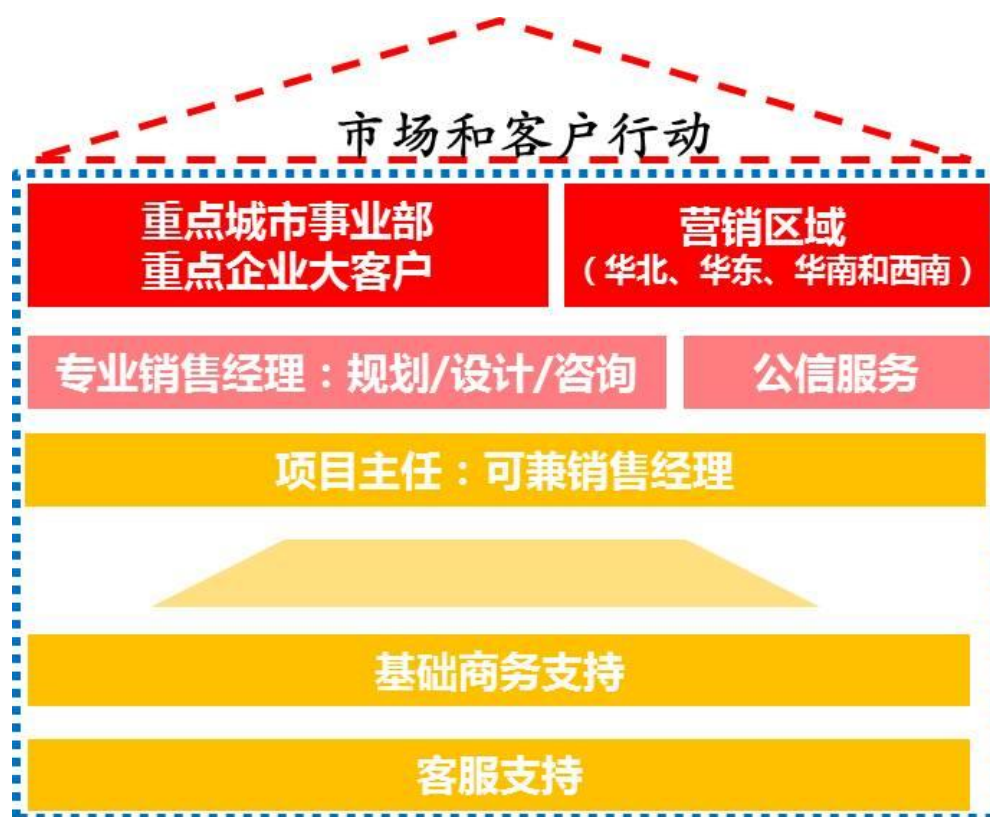 市场和客户行动
重点城市事业部
重点企业大客户
营销区域
（华北、华东、华南和西南）
专业销售经理：规划/设计/咨询
公信服务
项目主任：可兼销售经理
基础商务支持
客服支持